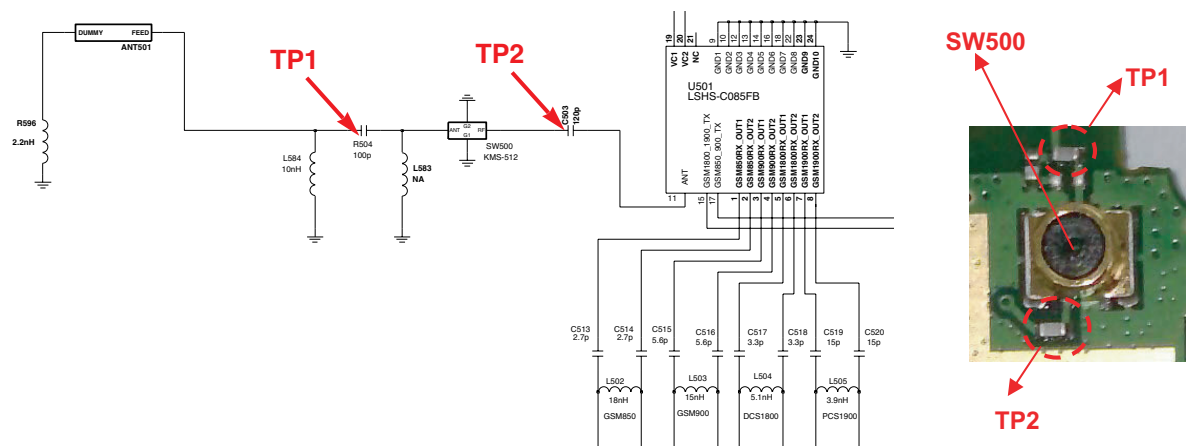 DUMMY FEED
ANT501
R596
2.2nH
TP1
R504
100p
L584
10nH
L583
NA
ANT G2 G1 RF
SW500
KMS-512
TP2
C503
120p
19 20 21
VC1 VC2 NC
9 10 12 13 14 16 18 22 23 24
GND1 GND2 GND3 GND4 GND5 GND6 GND7 GND8 GND9 GND10
U501
LSHS-C085FB
ANT
GSM1800_1900_TX
GSM850_900_TX
GSM850RX_OUT1
GSM850RX_OUT2
GSM900RX_OUT1
GSM900RX_OUT2
GSM1800RX_OUT1
GSM1800RX_OUT2
GSM1900RX_OUT1
GSM1900RX_OUT2
11 15 17 1 2 3 4 5 6 7 8
C513
2.7p
C514
2.7p
C515
5.6p
C516
5.6p
C517
3.3p
C518
3.3p
C519
15p
C520
15p
L502
18nH
GSM850
L503
15nH
GSM900
L504
5.1nH
DCS1800
L505
3.9nH
PCS1900
SW500
TP1
TP2